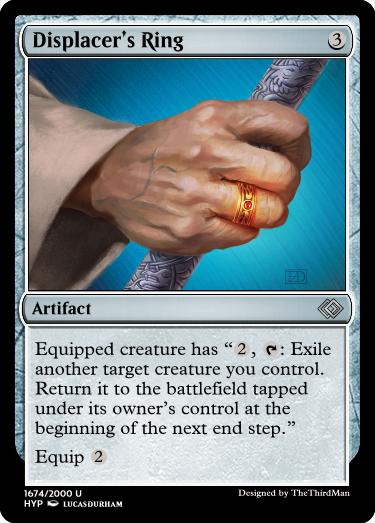 Displacer's Ring 3
Artifact
Equipped creature has “2, : Exile
another target creature you control.
Return it to the battlefield tapped
under its owner's control at the
beginning of the next end step.”
Equip 2
1674/2000 U
HYP LUCASDURHAM
Designed by TheThirdMan